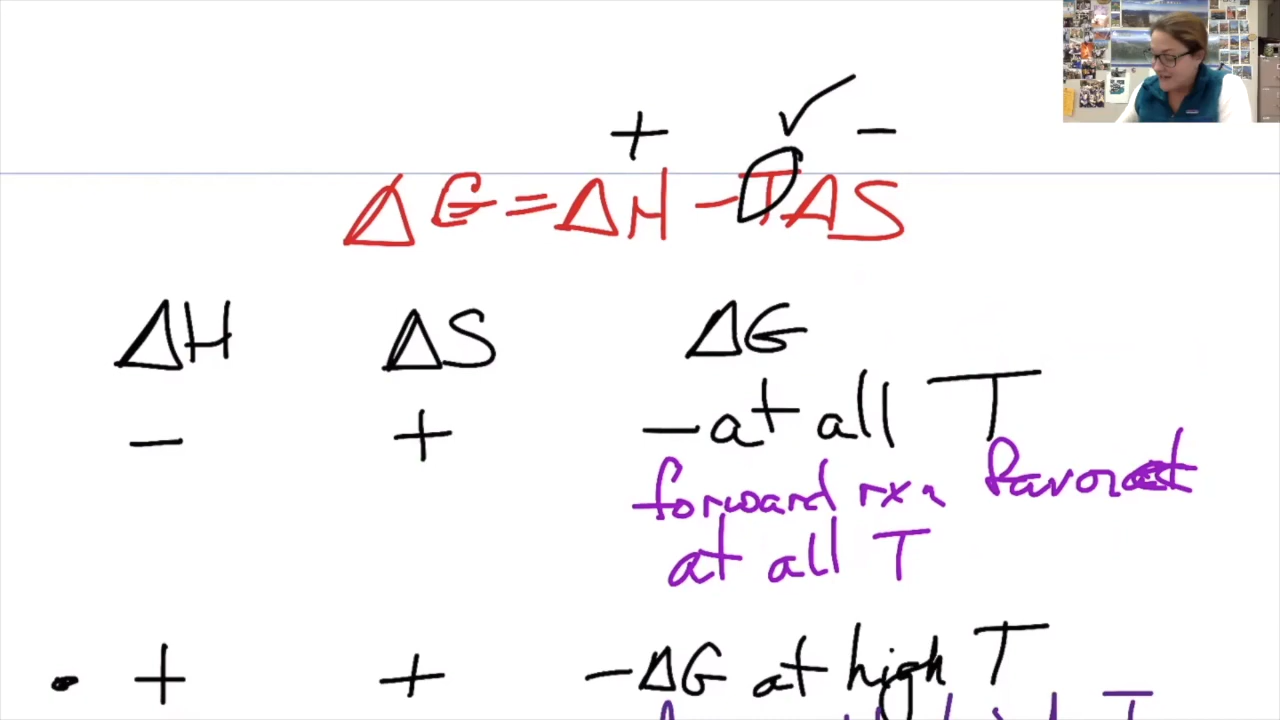 + ✓ −
ΔG = ΔH − TΔS
ΔH ΔS ΔG
− + − at all T
forward rxn favored
at all T
• + + −ΔG at high T